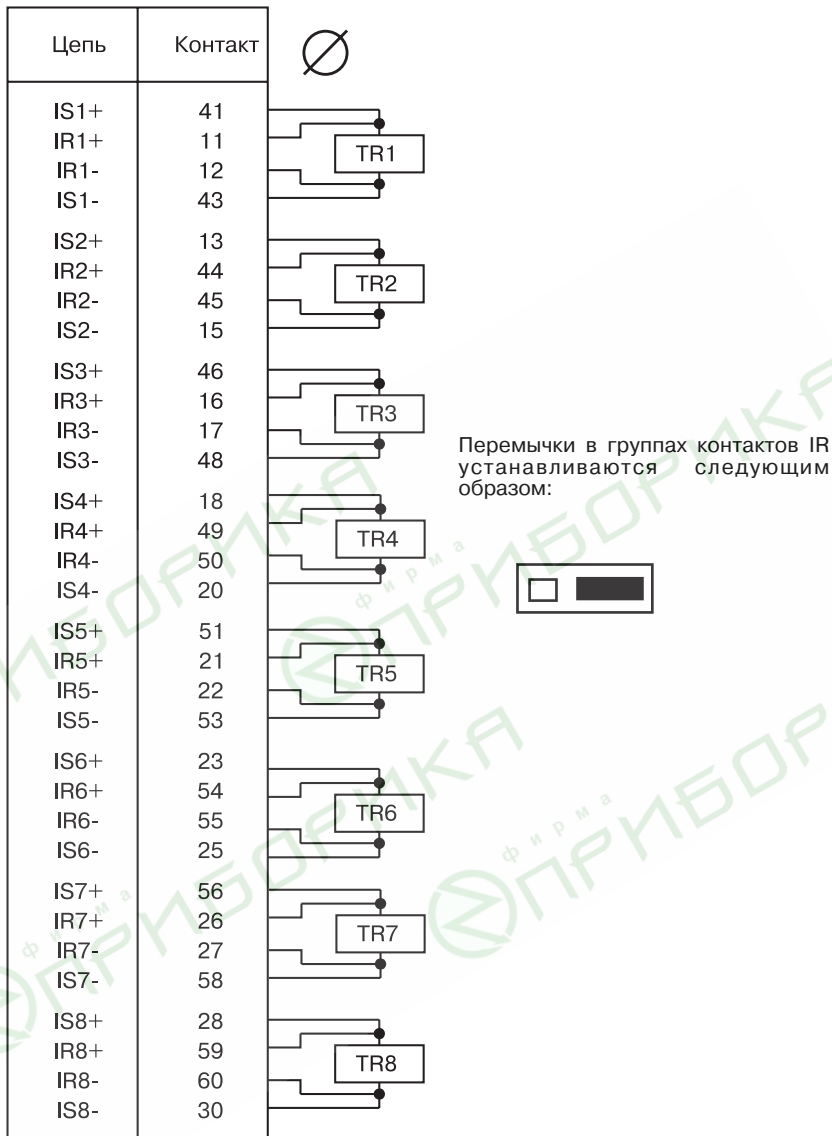 Цепь Контакт
IS1+ 41
IR1+ 11
IR1- 12
IS1- 43
TR1
IS2+ 13
IR2+ 44
IR2- 45
IS2- 15
TR2
IS3+ 46
IR3+ 16
IR3- 17
IS3- 48
TR3
Перемычки в группах контактов IR
устанавливаются следующим
образом:
IS4+ 18
IR4+ 49
IR4- 50
IS4- 20
TR4
IS5+ 51
IR5+ 21
IR5- 22
IS5- 53
TR5
IS6+ 23
IR6+ 54
IR6- 55
IS6- 25
TR6
IS7+ 56
IR7+ 26
IR7- 27
IS7- 58
TR7
IS8+ 28
IR8+ 59
IR8- 60
IS8- 30
TR8
фирма
ПРИБОРИКА